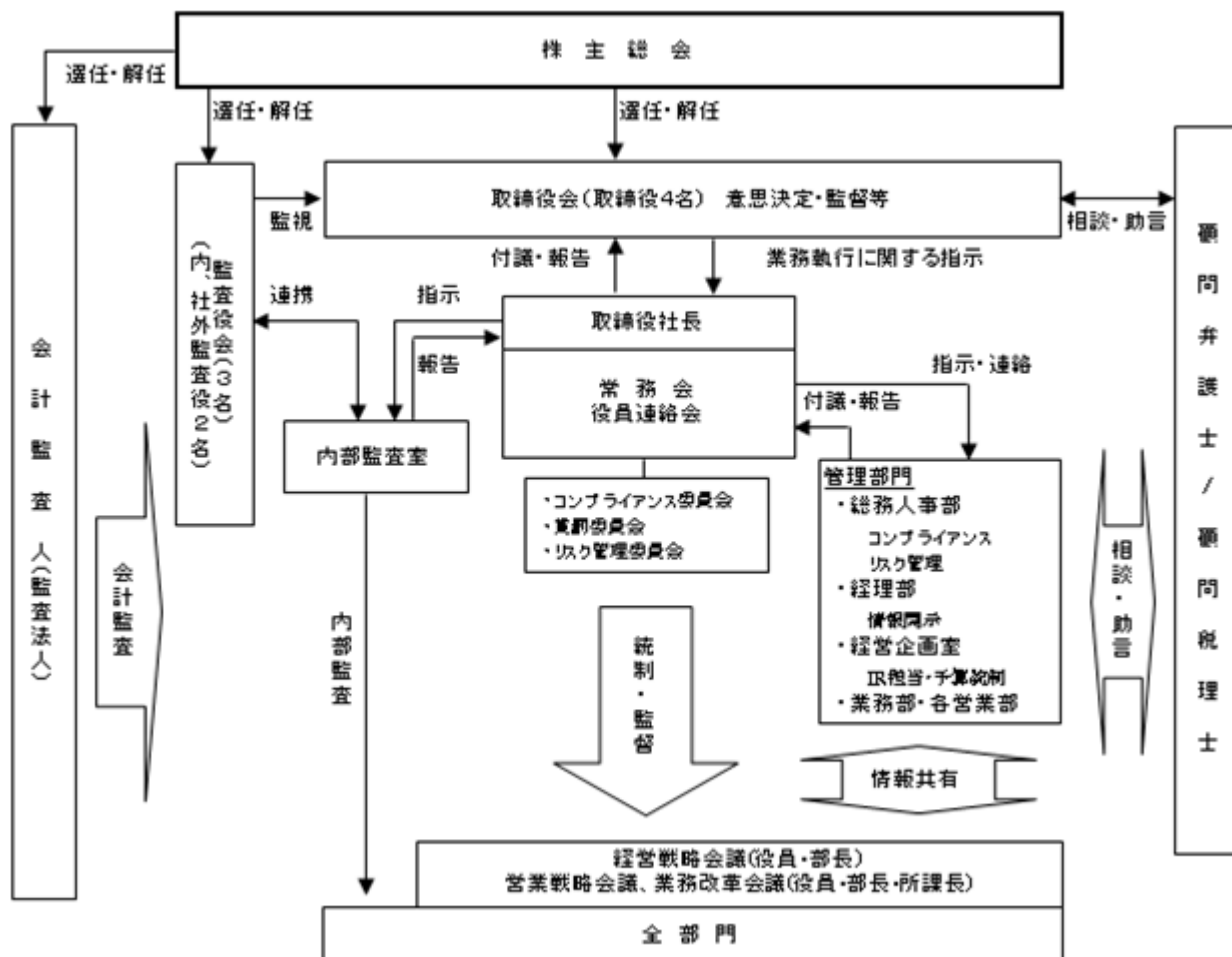 株主総会
選任・解任
選任・解任
選任・解任
取締役会(取締役4名) 意思決定・監督等
監視
相談・助言
監査役会(3名)
(内、社外監査役2名)
付議・報告
業務執行に関する指示
連携
指示
報告
取締役社長
常務会
役員連絡会
指示・連絡
付議・報告
内部監査室
・コンプライアンス委員会
・賞罰委員会
・リスク管理委員会
管理部門
・総務人事部
コンプライアンス
リスク管理
・経理部
情報開示
・経営企画室
IR担当・予算統制
・業務部・各営業部
会計監査人(監査法人)
会計監査
内部監査
統制・監督
情報共有
相談・助言
顧問弁護士/顧問税理士
経営戦略会議(役員・部長)
営業戦略会議、業務改革会議(役員・部長・所課長)
全部門